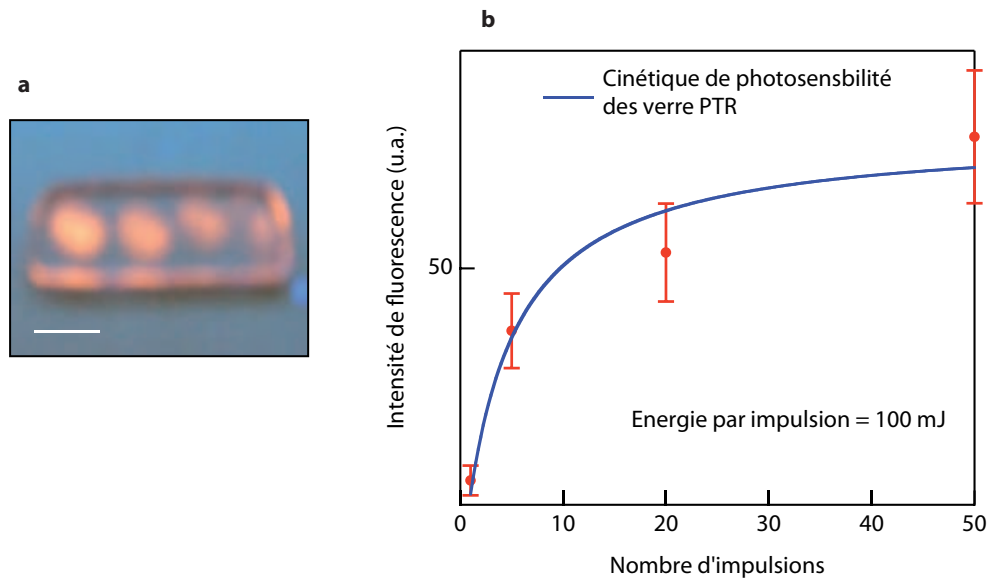 a
b
Cinétique de photosensbilité
des verre PTR
Intensité de fluorescence (u.a.)
50
Energie par impulsion = 100 mJ
0 10 20 30 40 50
Nombre d'impulsions